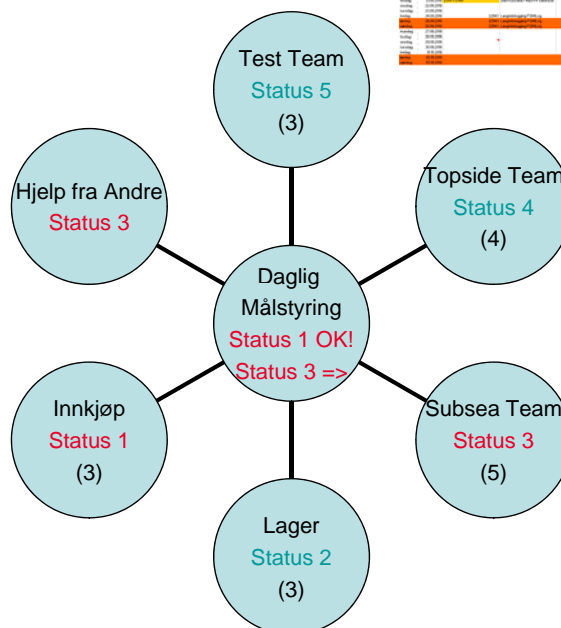 Test Team
Status 5
(3)
Hjelp fra Andre
Status 3
Topside Team
Status 4
(4)
Daglig
Målstyring
Status 1 OK!
Status 3 =>
Innkjøp
Status 1
(3)
Subsea Team
Status 3
(5)
Lager
Status 2
(3)